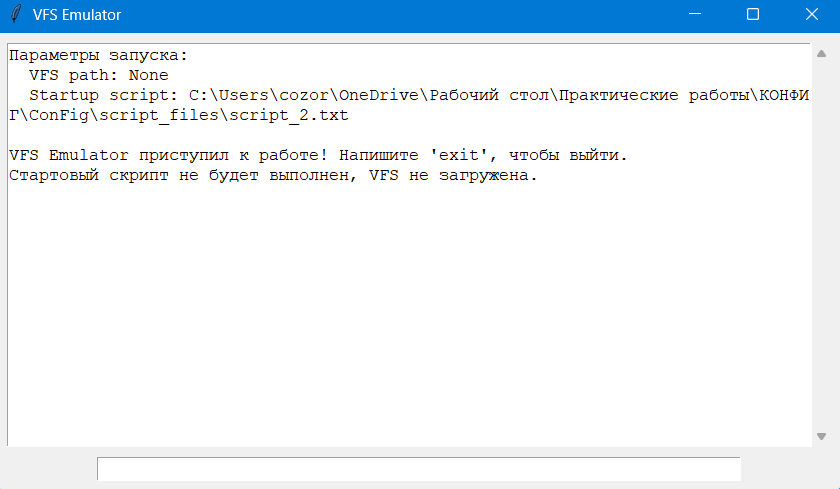 VFS Emulator
Параметры запуска:
VFS path: None
Startup script: C:\Users\cozor\OneDrive\Рабочий стол\Практические работы\КОНФИ
Г\ConFig\script_files\script_2.txt
VFS Emulator приступил к работе! Напишите 'exit', чтобы выйти.
Стартовый скрипт не будет выполнен, VFS не загружена.